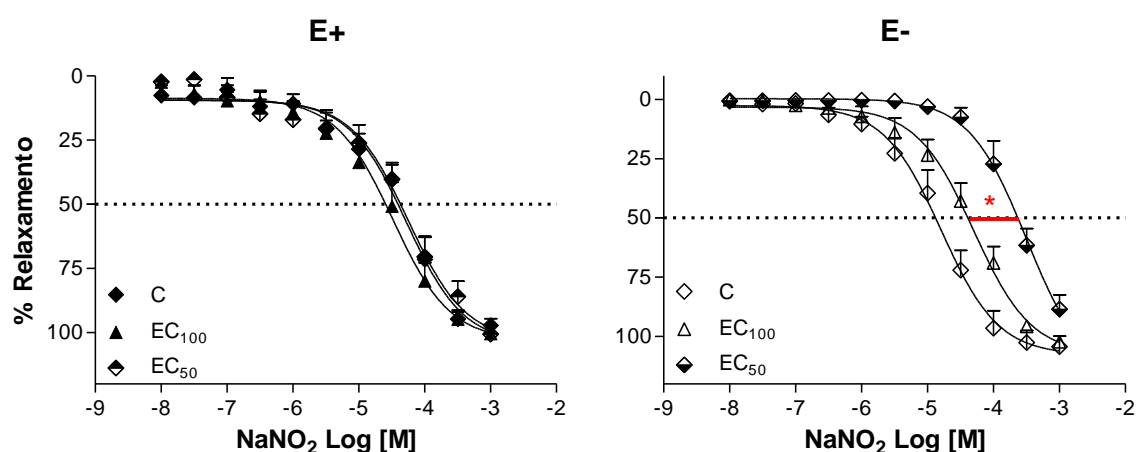 E+
% Relaxamento
0
25
50
75
100
C
EC₁₀₀
EC₅₀
-9 -8 -7 -6 -5 -4 -3 -2
NaNO₂ Log [M]
E-
0
25
50
75
100
*
C
EC₁₀₀
EC₅₀
-9 -8 -7 -6 -5 -4 -3 -2
NaNO₂ Log [M]